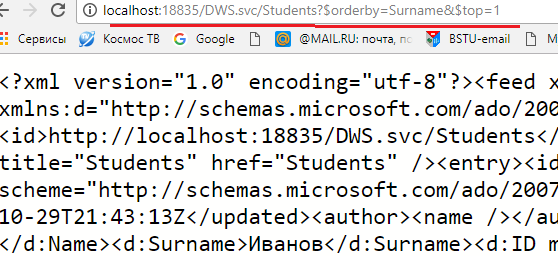 localhost:18835/DWS.svc/Students?$orderby=Surname&$top=1
Сервисы Космос ТВ Google @MAIL.RU: почта, по BSTU-email M
<?xml version="1.0" encoding="utf-8"?><feed x
xmlns:d="http://schemas.microsoft.com/ado/200
<id>http://localhost:18835/DWS.svc/Students</
title="Students" href="Students" /><entry><id
scheme="http://schemas.microsoft.com/ado/2007
10-29T21:43:13Z</updated><author><name /></au
</d:Name><d:Surname>Иванов</d:Surname><d:ID m